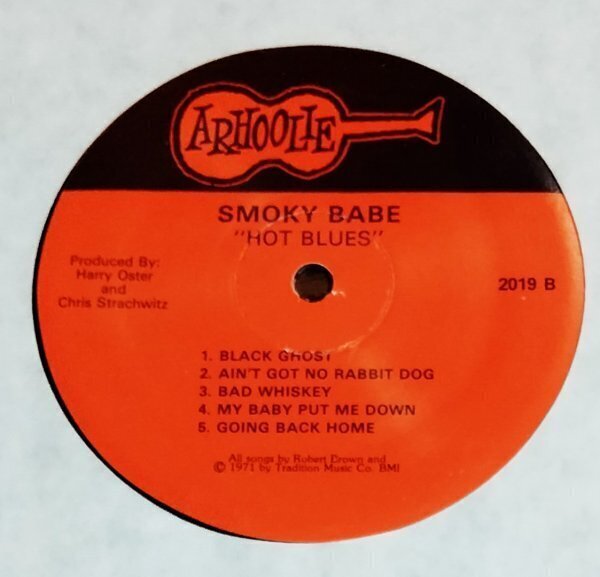 ARHOOLIE
SMOKY BABE
"HOT BLUES"
Produced By:
Harry Oster
and
Chris Strachwitz
2019 B
1. BLACK GHOST
2. AIN'T GOT NO RABBIT DOG
3. BAD WHISKEY
4. MY BABY PUT ME DOWN
5. GOING BACK HOME
All songs by Robert Brown and
© 1971 by Tradition Music Co. BMI